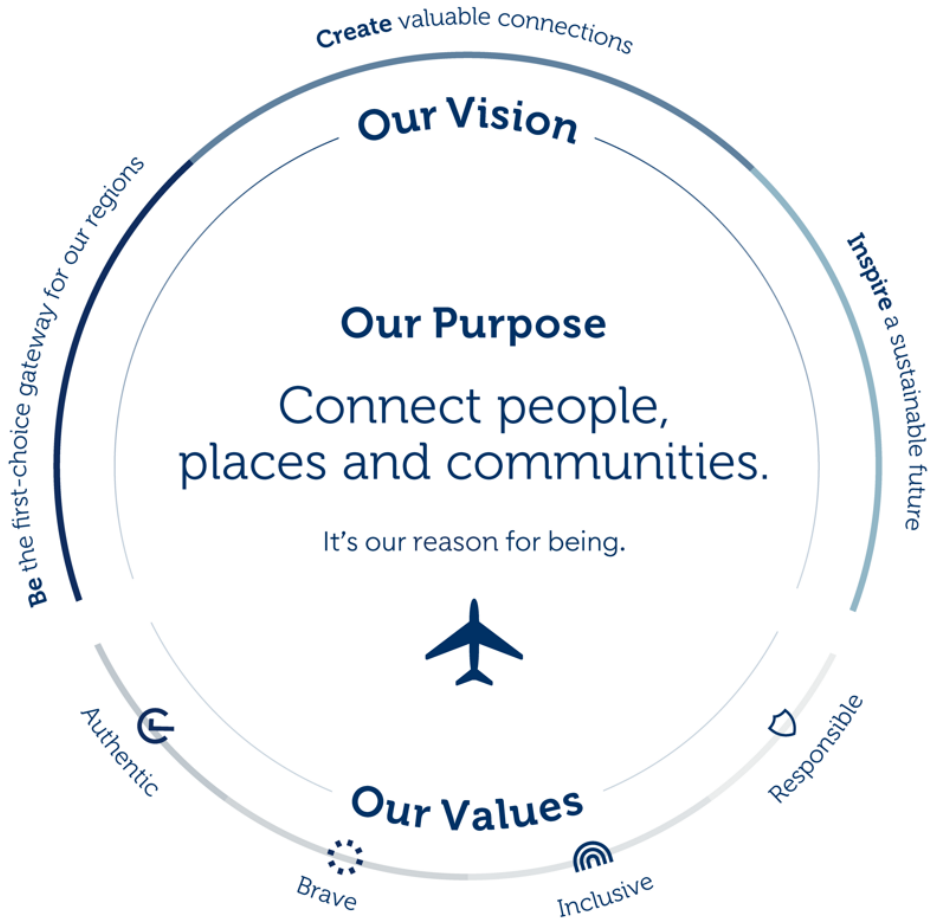 Create valuable connections
Our Vision
Be the first-choice gateway for our regions
Inspire a sustainable future
Our Purpose
Connect people,
places and communities.
It's our reason for being.
Our Values
Authentic
Brave
Inclusive
Responsible